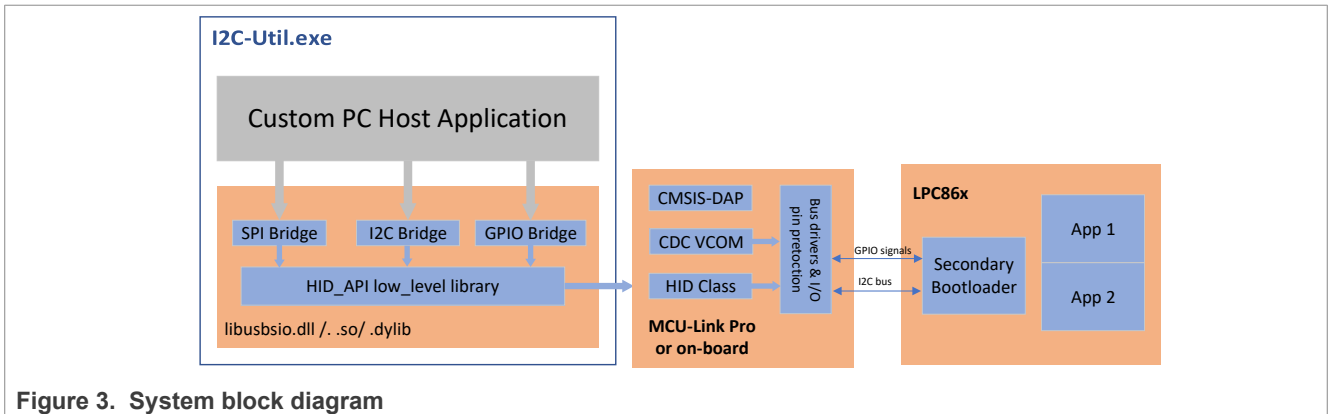 I2C-Util.exe
Custom PC Host Application
SPI Bridge
I2C Bridge
GPIO Bridge
HID_API low_level library
libusbsio.dll /. .so/ .dylib
CMSIS-DAP
CDC VCOM
HID Class
Bus drivers & I/O
pin pretoction
MCU-Link Pro
or on-board
GPIO signals
I2C bus
LPC86x
Secondary
Bootloader
App 1
App 2
Figure 3. System block diagram